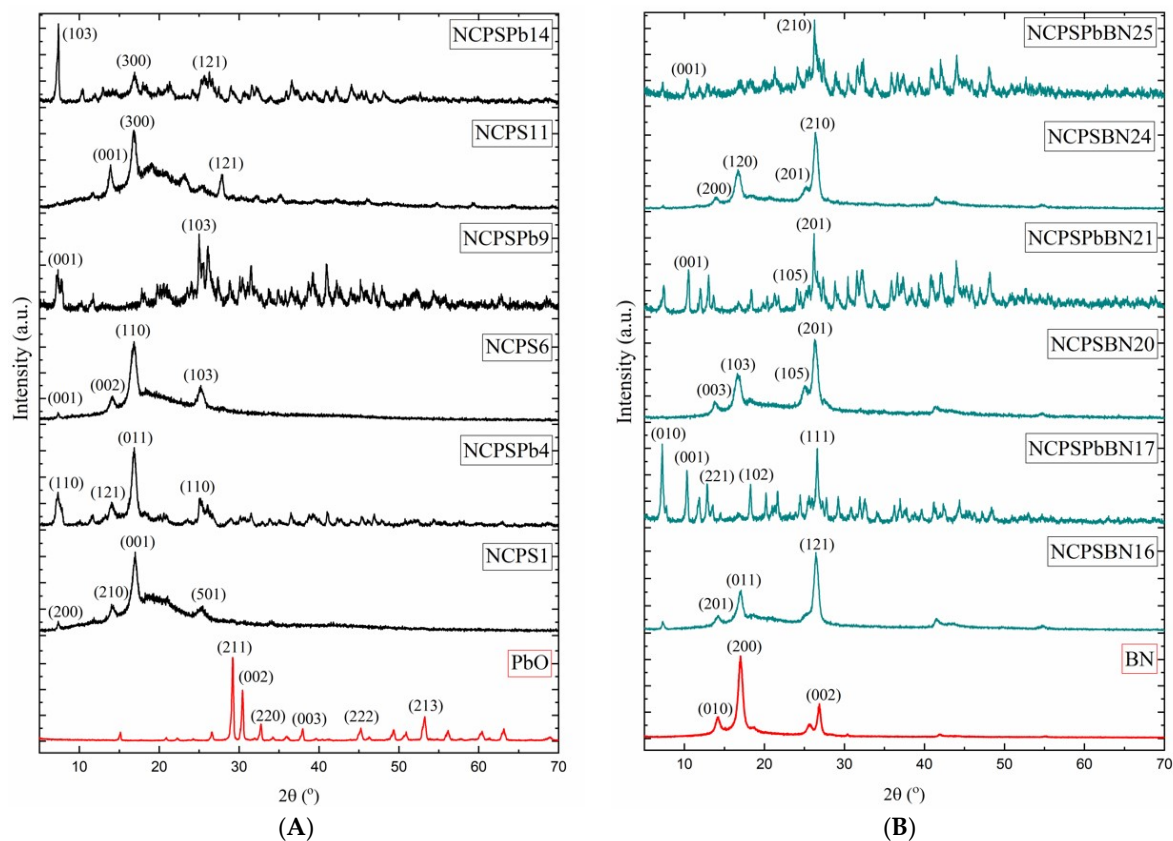 (103)
NCPSPb14
(300)
(121)
(300)
NCPS11
(001)
(121)
(103)
NCPSPb9
(001)
(110)
NCPS6
(001)
(002)
(103)
(011)
NCPSPb4
(110)
(121)
(110)
(001)
NCPS1
(200)
(210)
(501)
(211)
PbO
(002)
(220)
(003)
(222)
(213)
Intensity (a.u.)
10 20 30 40 50 60 70
2θ (°)
(A)
(210)
NCPSPbBN25
(001)
(210)
NCPSBN24
(120)
(200)
(201)
(201)
NCPSPbBN21
(001)
(105)
(201)
NCPSBN20
(103)
(003)
(105)
(010)
(111)
NCPSPbBN17
(001)
(221)
(102)
(121)
NCPSBN16
(011)
(201)
(200)
BN
(010)
(002)
Intensity (a.u.)
10 20 30 40 50 60 70
2θ (°)
(B)